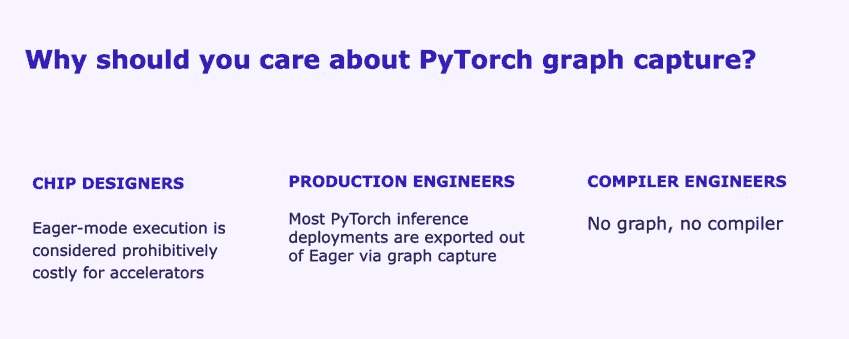 Why should you care about PyTorch graph capture?
CHIP DESIGNERS
Eager-mode execution is
considered prohibitively
costly for accelerators
PRODUCTION ENGINEERS
Most PyTorch inference
deployments are exported out
of Eager via graph capture
COMPILER ENGINEERS
No graph, no compiler